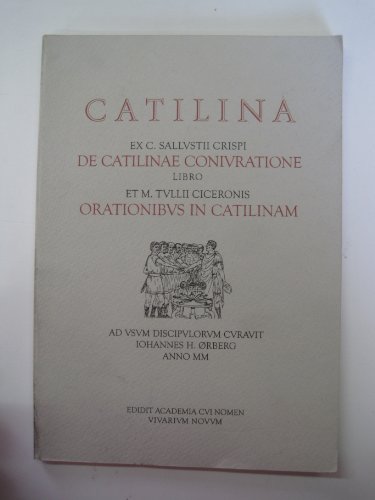 CATILINA
EX C. SALLVSTII CRISPI
DE CATILINAE CONIVRATIONE
LIBRO
ET M. TVLLII CICERONIS
ORATIONIBVS IN CATILINAM
AD VSVM DISCIPVLORVM CVRAVIT
IOHANNES H. ØRBERG
ANNO MM
EDIDIT ACADEMIA CVI NOMEN
VIVARIVM NOVVM